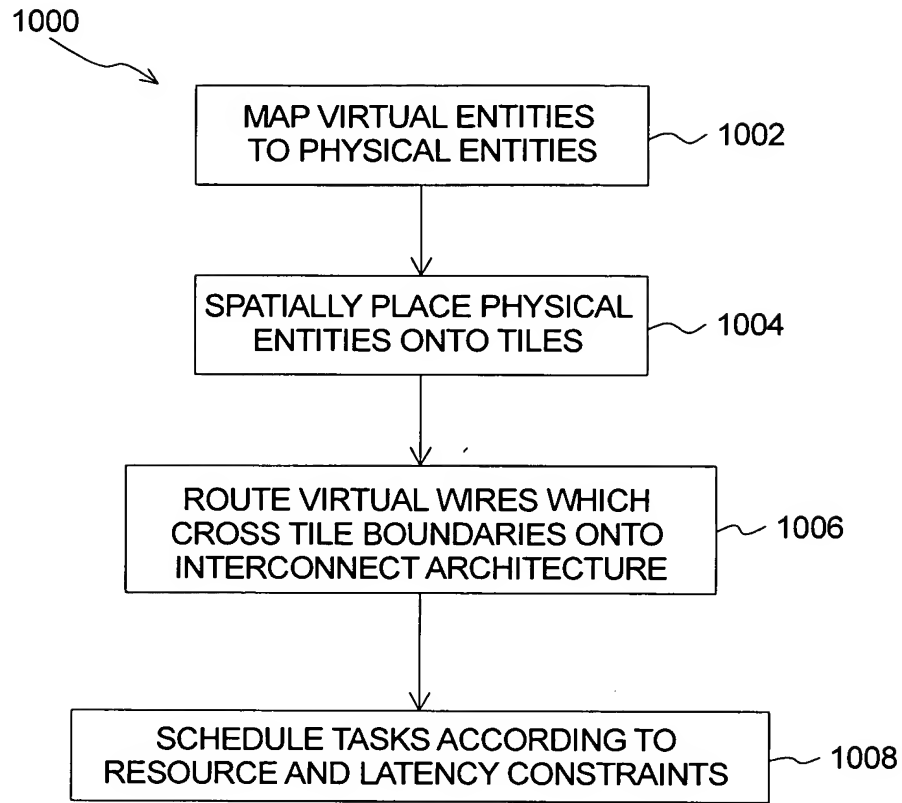 1000
MAP VIRTUAL ENTITIES
TO PHYSICAL ENTITIES
1002
SPATIALLY PLACE PHYSICAL
ENTITIES ONTO TILES
1004
ROUTE VIRTUAL WIRES WHICH
CROSS TILE BOUNDARIES ONTO
INTERCONNECT ARCHITECTURE
1006
SCHEDULE TASKS ACCORDING TO
RESOURCE AND LATENCY CONSTRAINTS
1008